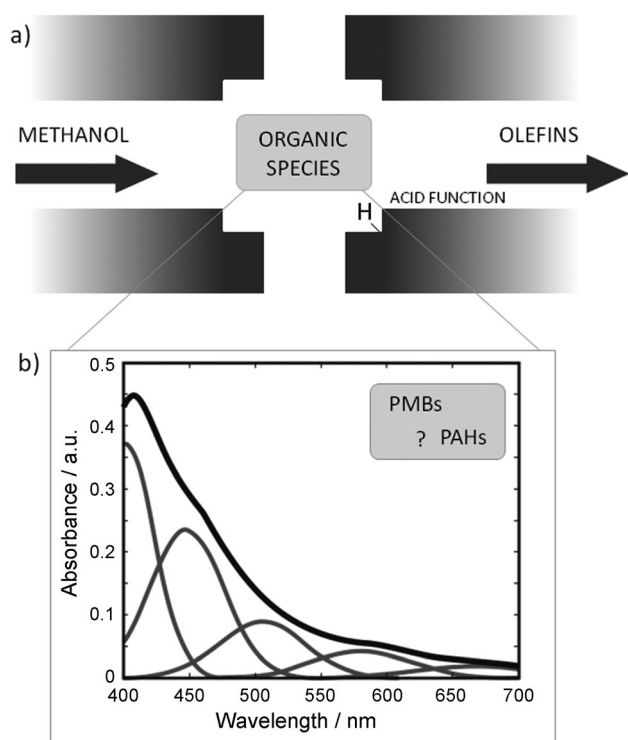 a)
METHANOL
ORGANIC
SPECIES
OLEFINS
H
ACID FUNCTION
b)
0.5
0.4
0.3
0.2
0.1
0
Absorbance / a.u.
PMBs
? PAHs
400 450 500 550 600 650 700
Wavelength / nm